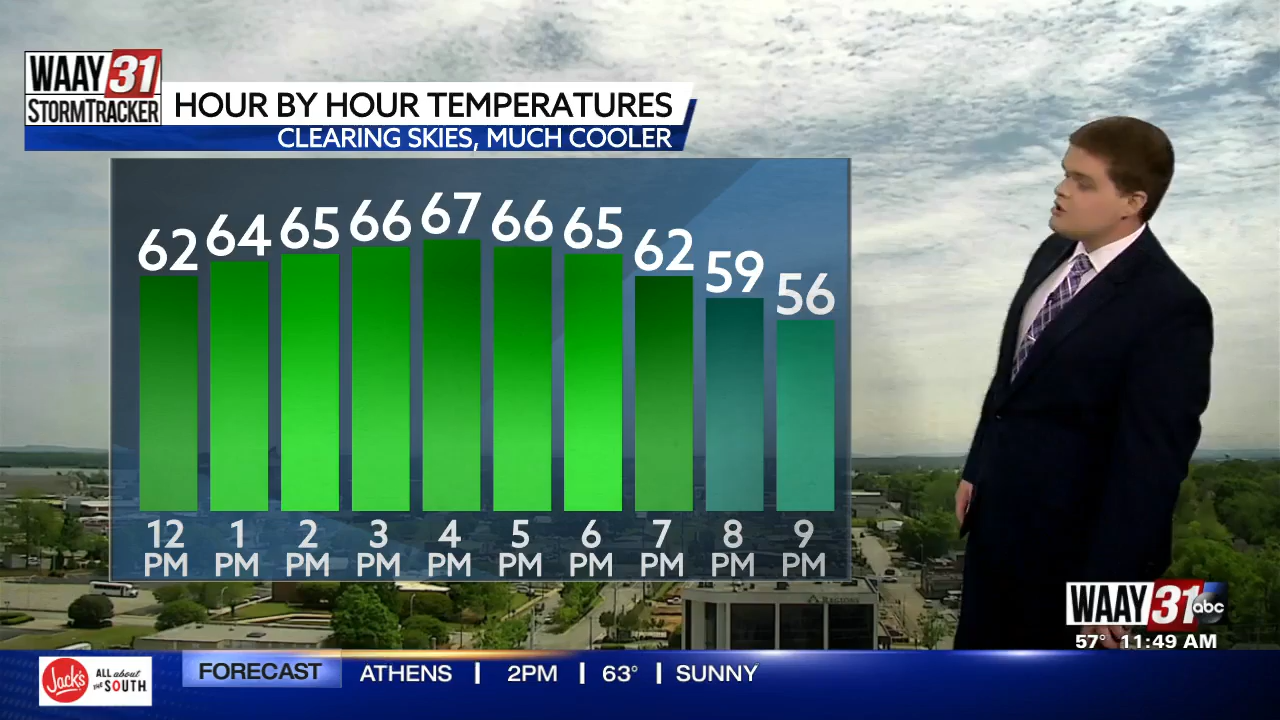 WAAY 31
STORMTRACKER
HOUR BY HOUR TEMPERATURES
CLEARING SKIES, MUCH COOLER
62 64 65 66 67 66 65 62 59 56
12 1 2 3 4 5 6 7 8 9
PM PM PM PM PM PM PM PM PM PM
WAAY 31 abc
57° 11:49 AM
Jack's
ALL about
the SOUTH
FORECAST ATHENS | 2PM | 63° | SUNNY